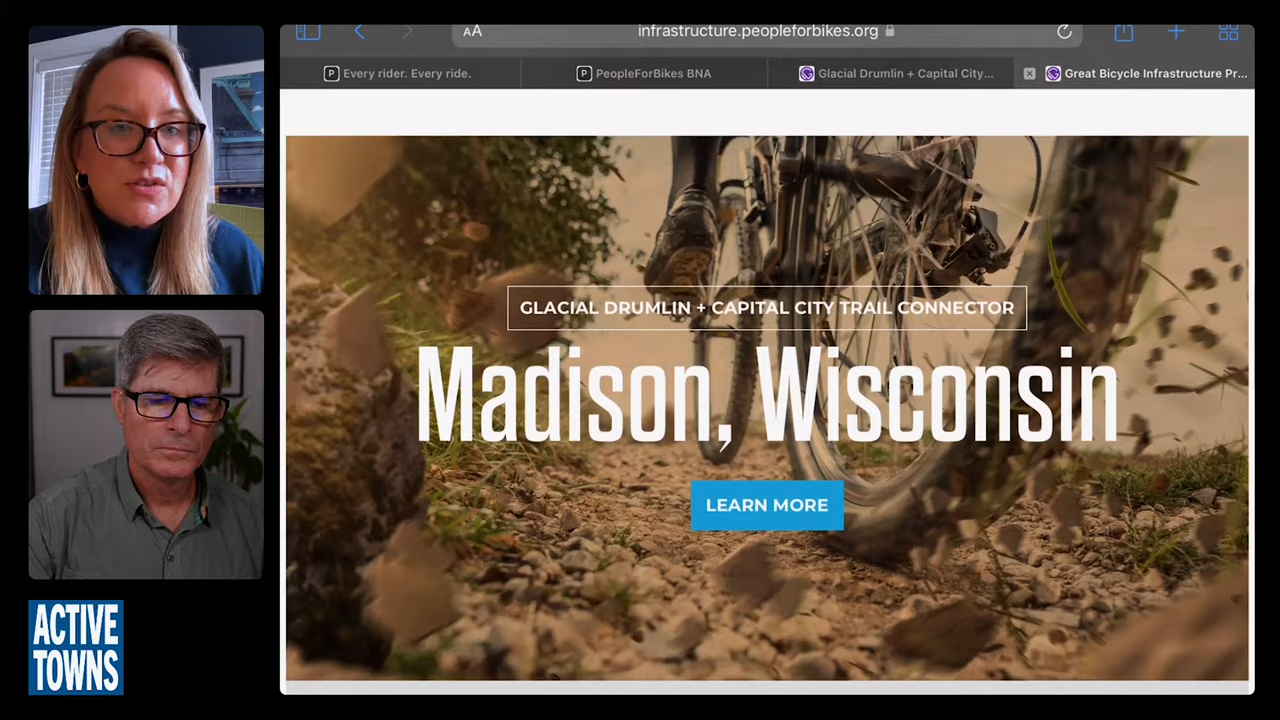 AA
infrastructure.peopleforbikes.org
P Every rider. Every ride.
P PeopleForBikes BNA
Glacial Drumlin + Capital City...
Great Bicycle Infrastructure Pr...
GLACIAL DRUMLIN + CAPITAL CITY TRAIL CONNECTOR
Madison, Wisconsin
LEARN MORE
ACTIVE
TOWNS